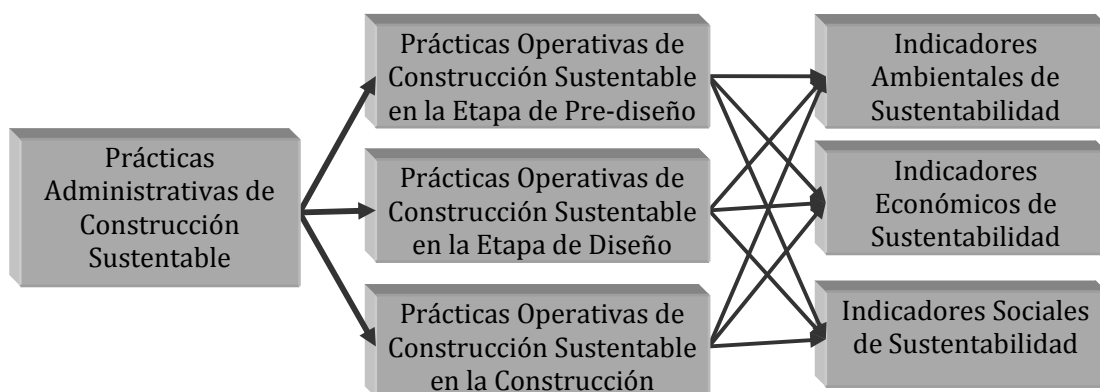 Prácticas
Administrativas de
Construcción
Sustentable
Prácticas Operativas de
Construcción Sustentable
en la Etapa de Pre-diseño
Prácticas Operativas de
Construcción Sustentable
en la Etapa de Diseño
Prácticas Operativas de
Construcción Sustentable
en la Construcción
Indicadores
Ambientales de
Sustentabilidad
Indicadores
Económicos de
Sustentabilidad
Indicadores Sociales
de Sustentabilidad